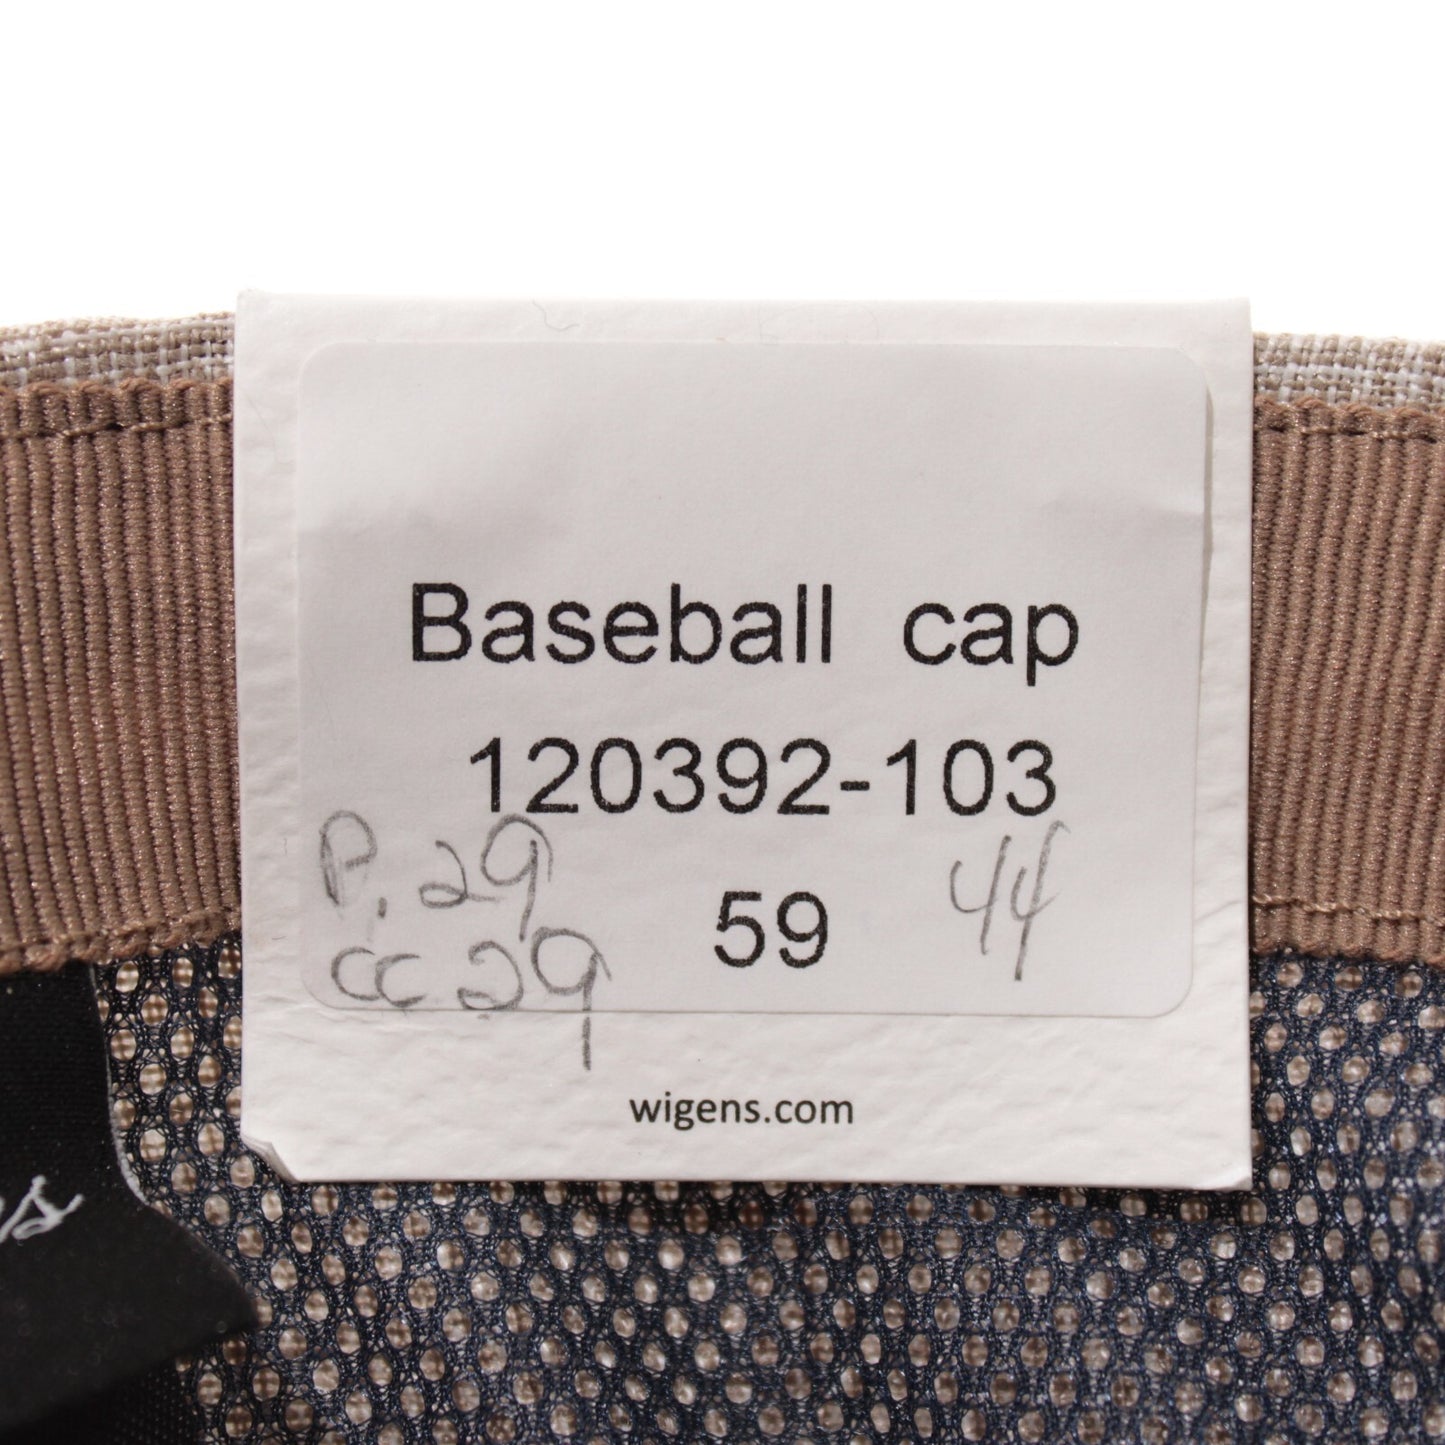 Baseball cap
120392-103
P. 29
59
44
CC 29
wigens.com